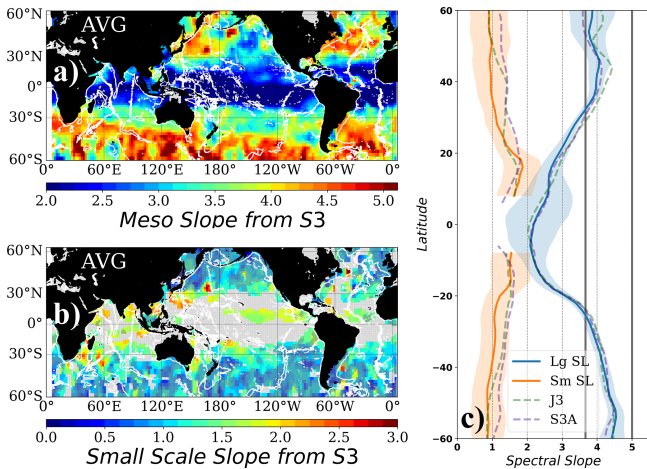 AVG
a)
60°N
30°N
0°
30°S
60°S
0° 60°E 120°E 180° 120°W 60°W 0°
2.0 2.5 3.0 3.5 4.0 4.5 5.0
Meso Slope from S3
AVG
b)
60°N
30°N
0°
30°S
60°S
0° 60°E 120°E 180° 120°W 60°W 0°
0.0 0.5 1.0 1.5 2.0 2.5 3.0
Small Scale Slope from S3
60
40
20
0
−20
−40
−60
Latitude
c)
Lg SL
Sm SL
J3
S3A
0 1 2 3 4 5
Spectral Slope